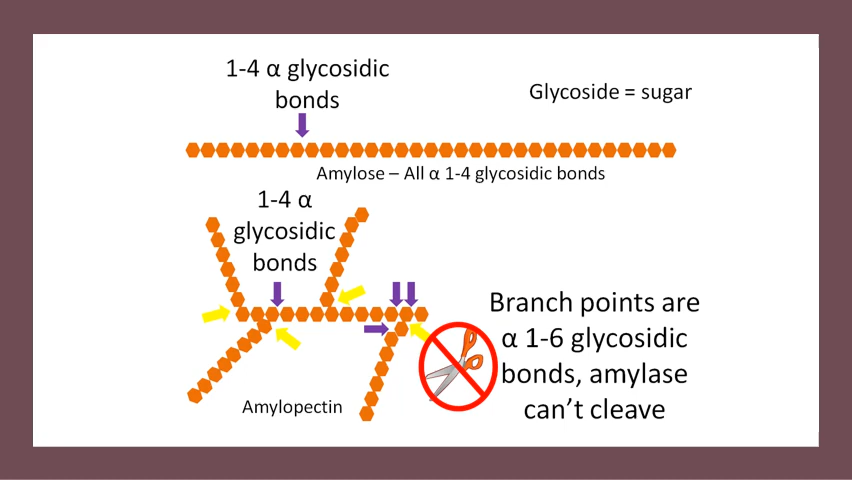 1-4 α glycosidic
bonds
Glycoside = sugar
Amylose – All α 1-4 glycosidic bonds
1-4 α
glycosidic
bonds
Branch points are
α 1-6 glycosidic
bonds, amylase
can’t cleave
Amylopectin